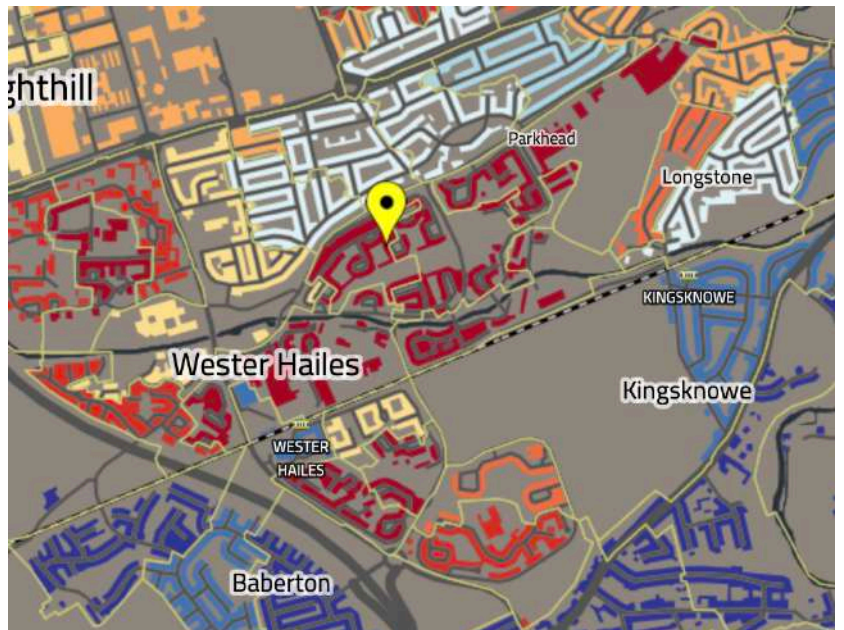 ghthill
Parkhead
Longstone
KINGSKNOWE
Wester Hailes
Kingsknowe
WESTER
HAILES
Baberton